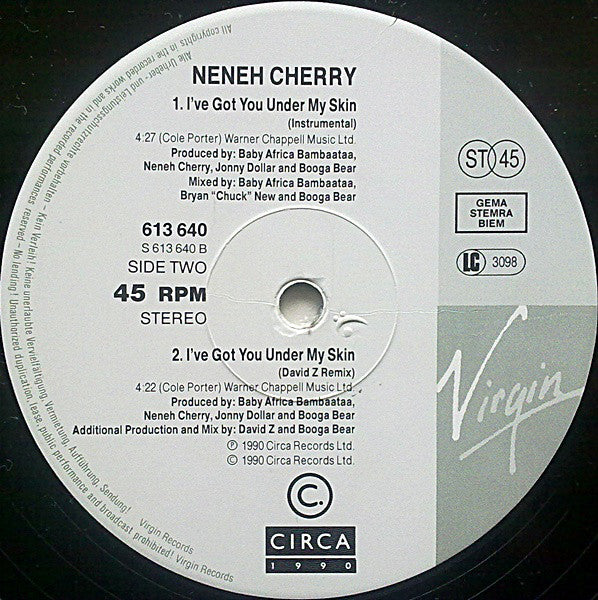 NENEH CHERRY
1. I've Got You Under My Skin
(Instrumental)
4:27 (Cole Porter) Warner Chappell Music Ltd.
Produced by: Baby Africa Bambaataa,
Neneh Cherry, Jonny Dollar and Booga Bear
Mixed by: Baby Africa Bambaataa,
Bryan "Chuck" New and Booga Bear
613 640
S 613 640 B
SIDE TWO
45 RPM
STEREO
ST 45
GEMA
STEMRA
BIEM
LC 3098
2. I've Got You Under My Skin
(David Z Remix)
4:22 (Cole Porter) Warner Chappell Music Ltd.
Produced by: Baby Africa Bambaataa,
Neneh Cherry, Jonny Dollar and Booga Bear
Additional Production and Mix by: David Z and Booga Bear
℗ 1990 Circa Records Ltd.
© 1990 Circa Records Ltd.
Virgin
C.
CIRCA
1990
Alle Urheber- und Leistungsschutzrechte vorbehalten – Kein Verleih! Keine unerlaubte Vervielfältigung, Vermietung, Aufführung, Sendung! Virgin Records
All copyrights in the recorded works and in the recorded performances reserved – No lending! Unauthorized duplication, lease, public performance and broadcast prohibited! Virgin Records